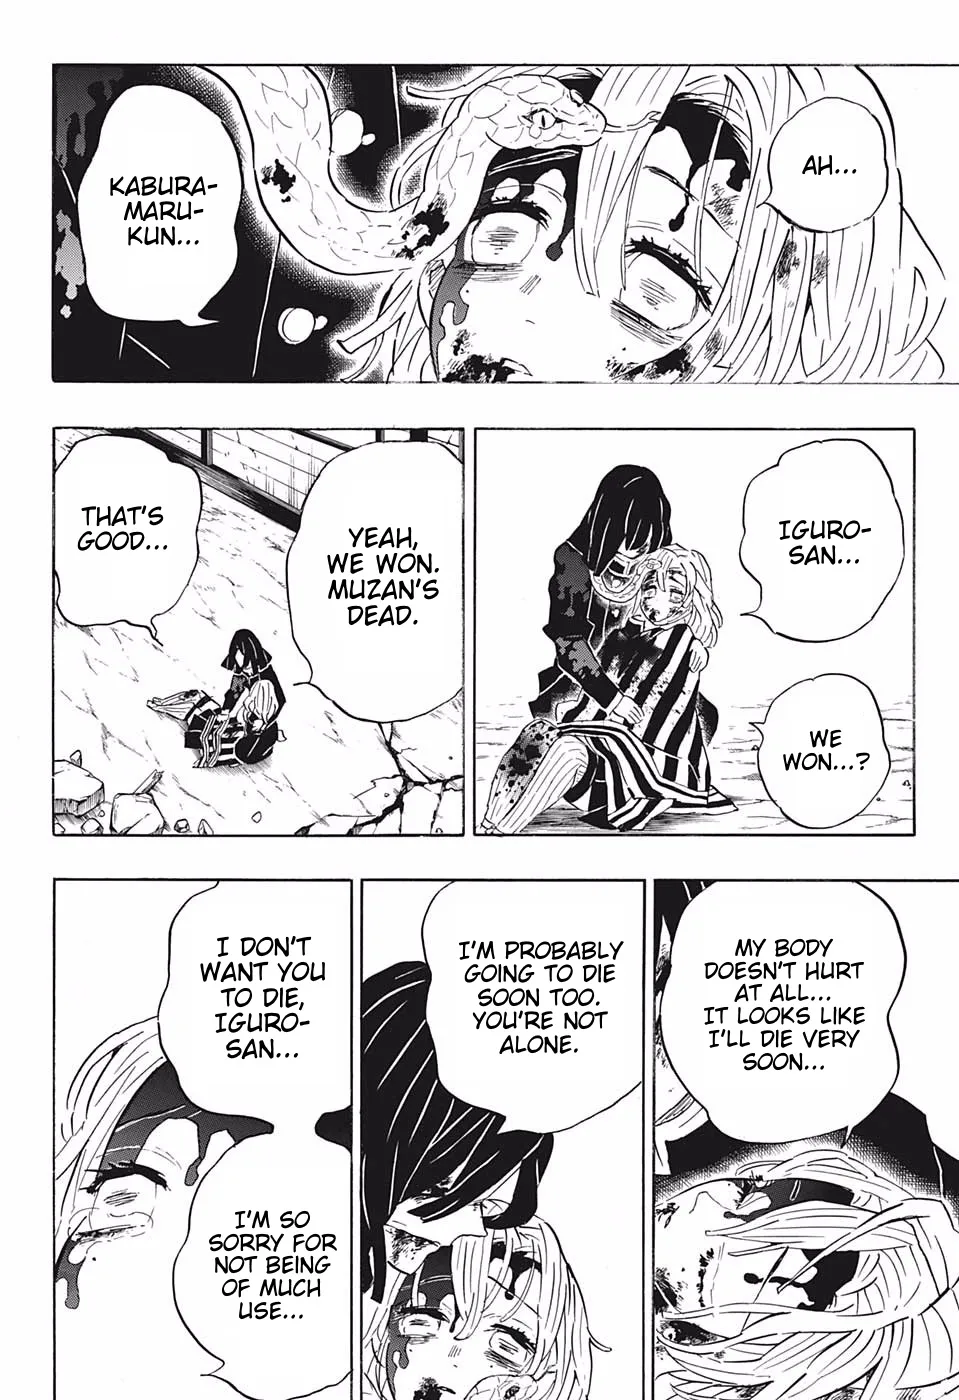 AH...
KABURA-
MARU-
KUN...
IGURO-
SAN...
WE
WON...?
YEAH,
WE WON.
MUZAN'S
DEAD.
THAT'S
GOOD...
MY BODY
DOESN'T HURT
AT ALL...
IT LOOKS LIKE
I'LL DIE VERY
SOON...
I'M PROBABLY
GOING TO DIE
SOON TOO.
YOU'RE NOT
ALONE.
I DON'T
WANT YOU
TO DIE,
IGURO-
SAN...
I'M SO
SORRY FOR
NOT BEING
OF MUCH
USE...